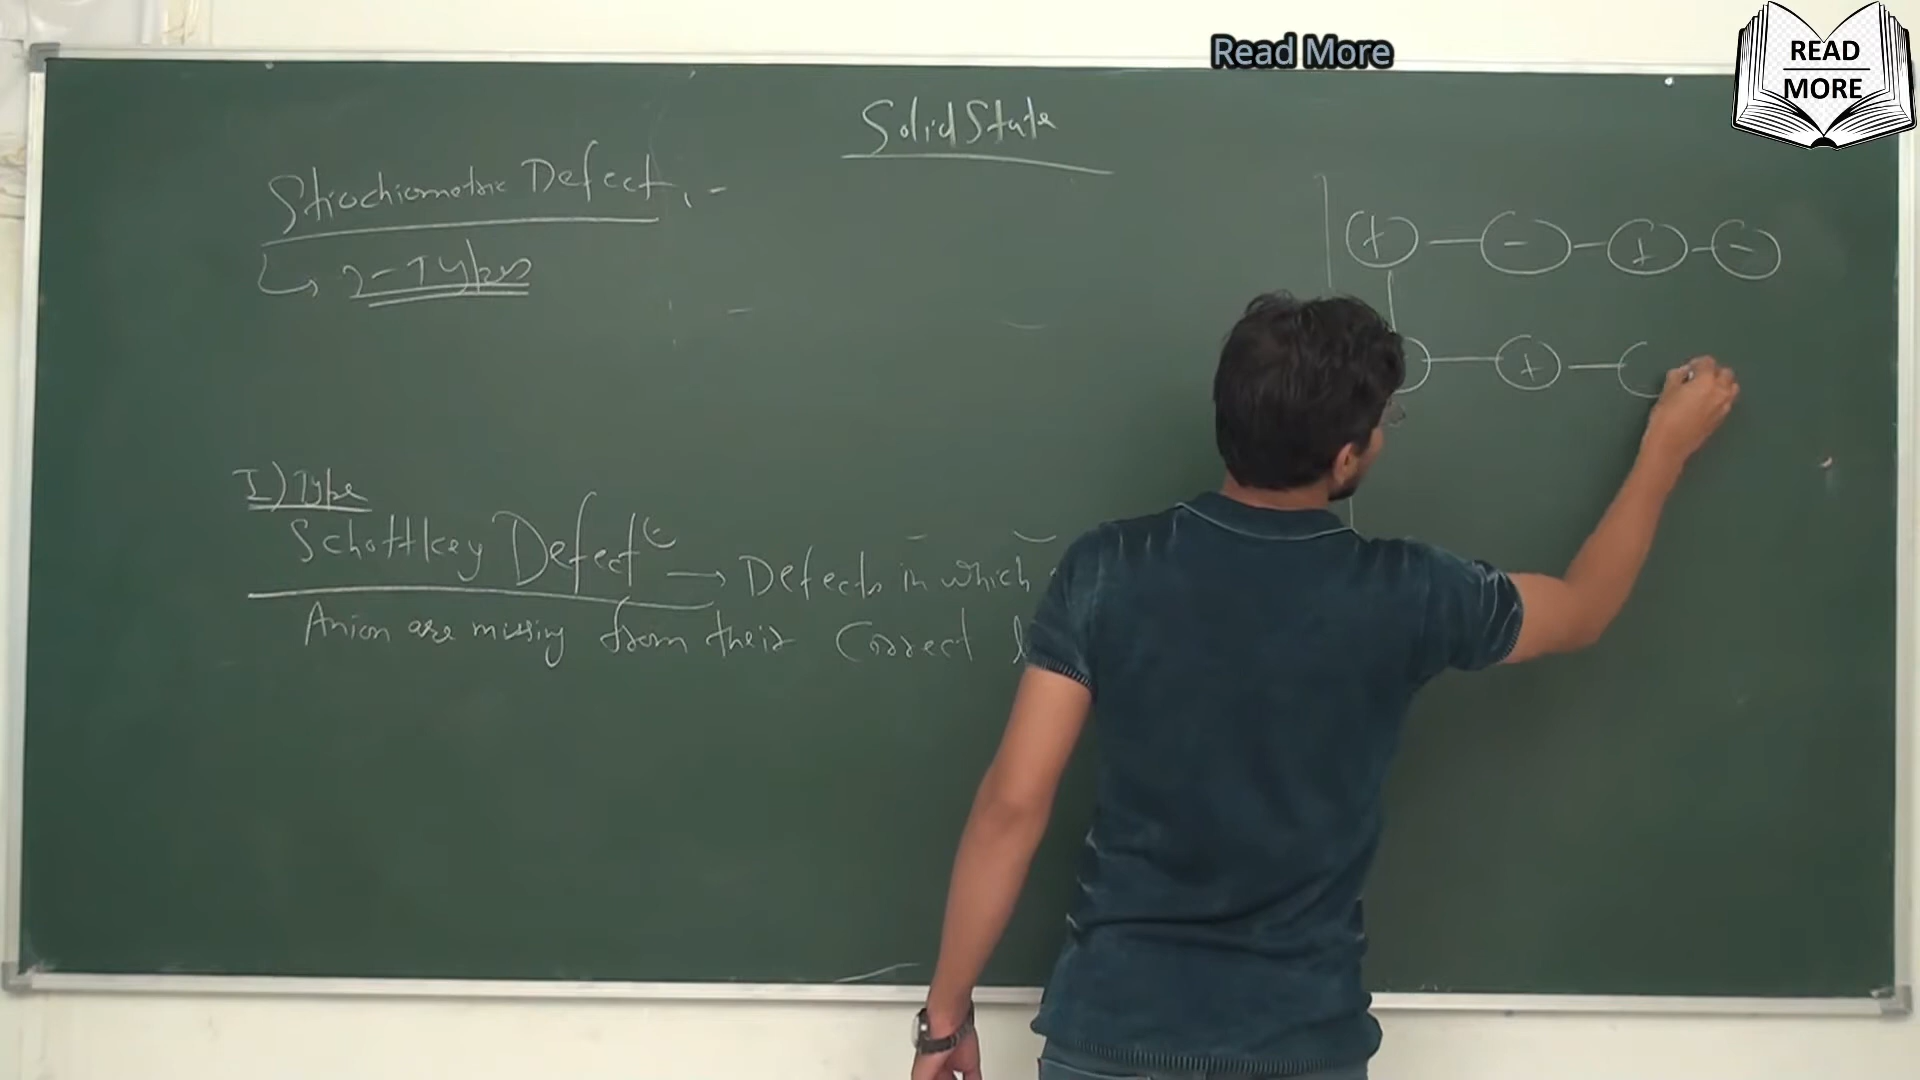 Read More
READ
MORE
Solid State
Stiochiometric Defect, -
↳ 2-Types
I) Type
Schottkey Defect → Defects in which
Anion are missing from their Correct
+ - + -
+